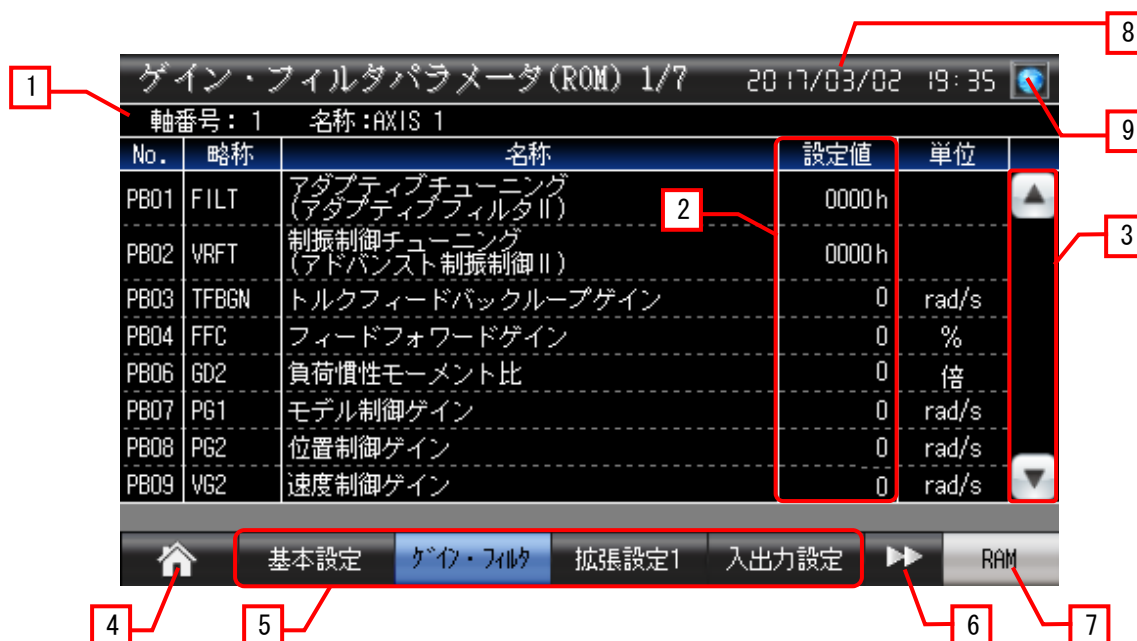 8
ゲイン・フィルタパラメータ(ROM) 1/7 2017/03/02 19:35
1
9
軸番号: 1 名称:AXIS 1
No. 略称 名称 設定値 単位
PB01 FILT アダプティブチューニング
(アダプティブフィルタⅡ) 0000h
2
3
PB02 VRFT 制振制御チューニング
(アドバンスト制振制御Ⅱ) 0000h
PB03 TFBGN トルクフィードバックループゲイン 0 rad/s
PB04 FFC フィードフォワードゲイン 0 %
PB06 GD2 負荷慣性モーメント比 0 倍
PB07 PG1 モデル制御ゲイン 0 rad/s
PB08 PG2 位置制御ゲイン 0 rad/s
PB09 VG2 速度制御ゲイン 0 rad/s
基本設定 ゲイン・フィルタ 拡張設定1 入出力設定 RAM
4 5 6 7